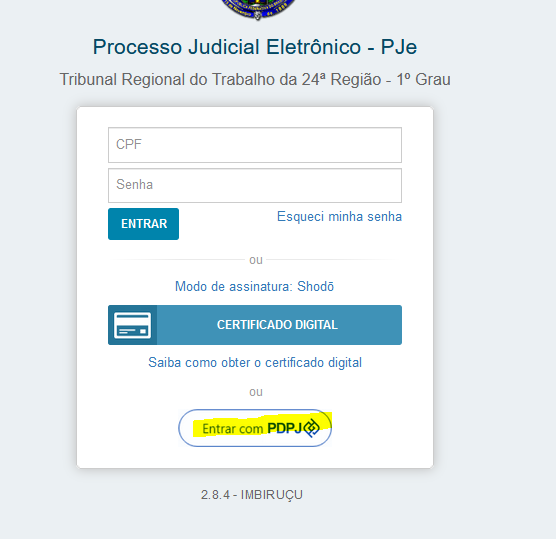 Processo Judicial Eletrônico - PJe
Tribunal Regional do Trabalho da 24ª Região - 1º Grau
CPF
Senha
ENTRAR
Esqueci minha senha
ou
Modo de assinatura: Shodō
CERTIFICADO DIGITAL
Saiba como obter o certificado digital
ou
Entrar com PDPJ
2.8.4 - IMBIRUÇU